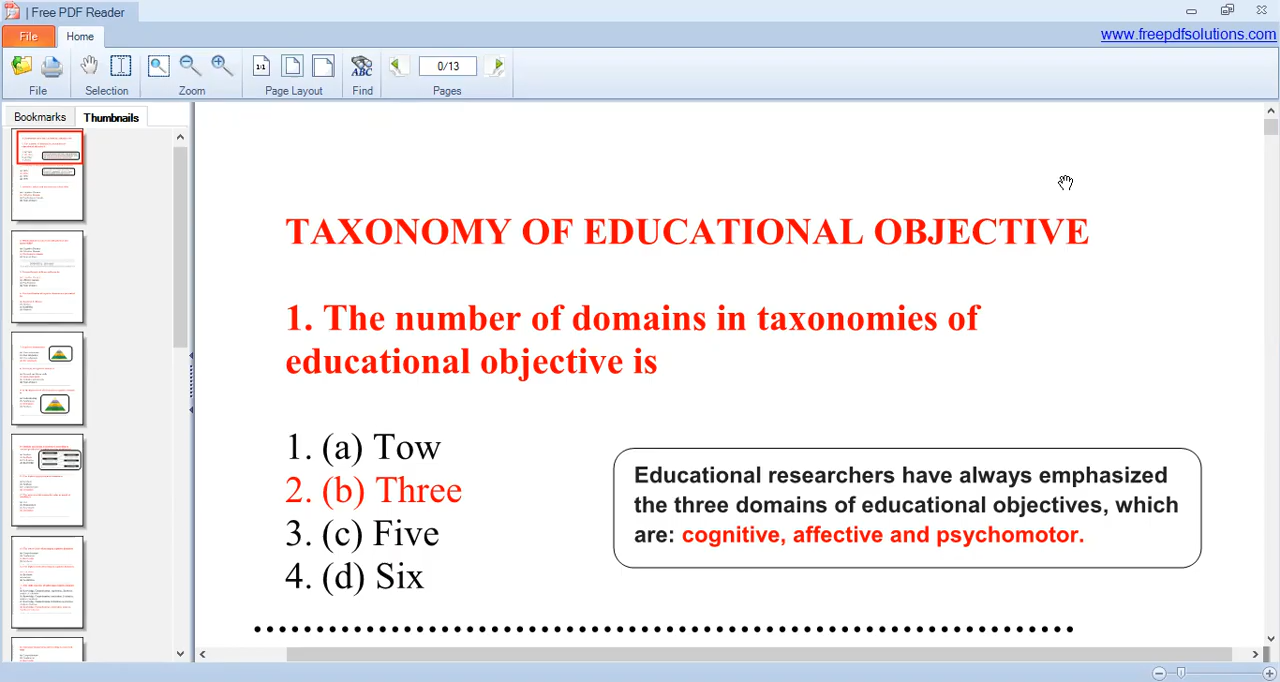 | Free PDF Reader
File
Home
www.freepdfsolutions.com
1:1
ABC
0/13
File
Selection
Zoom
Page Layout
Find
Pages
Bookmarks
Thumbnails
TAXONOMY OF EDUCATIONAL OBJECTIVE
1. The number of domains in taxonomies of
educational objective is
1. (a) Tow
2. (b) Three
3. (c) Five
4. (d) Six
Educational researchers have always emphasized
the three domains of educational objectives, which
are: cognitive, affective and psychomotor.